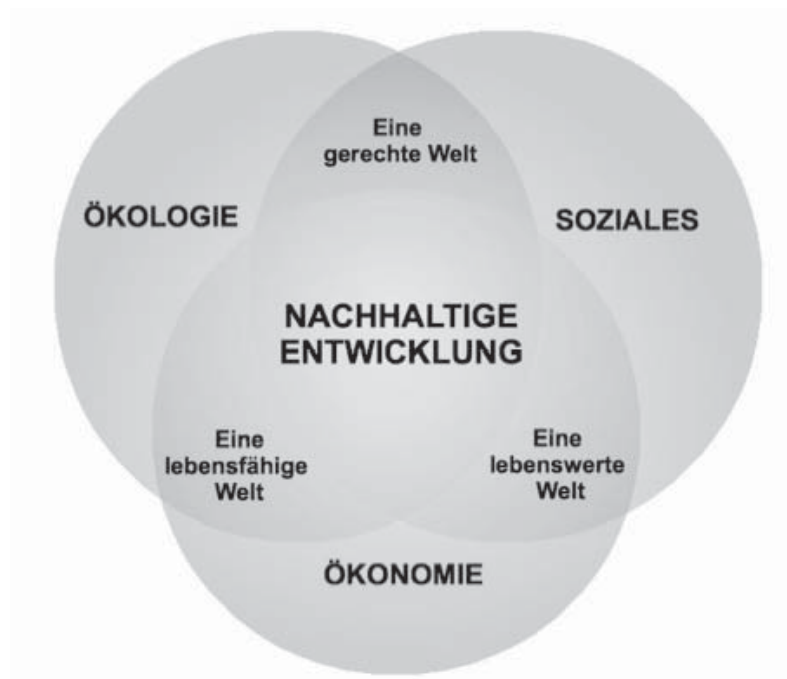 Eine
gerechte Welt
ÖKOLOGIE
SOZIALES
NACHHALTIGE
ENTWICKLUNG
Eine
lebensfähige
Welt
Eine
lebenswerte
Welt
ÖKONOMIE